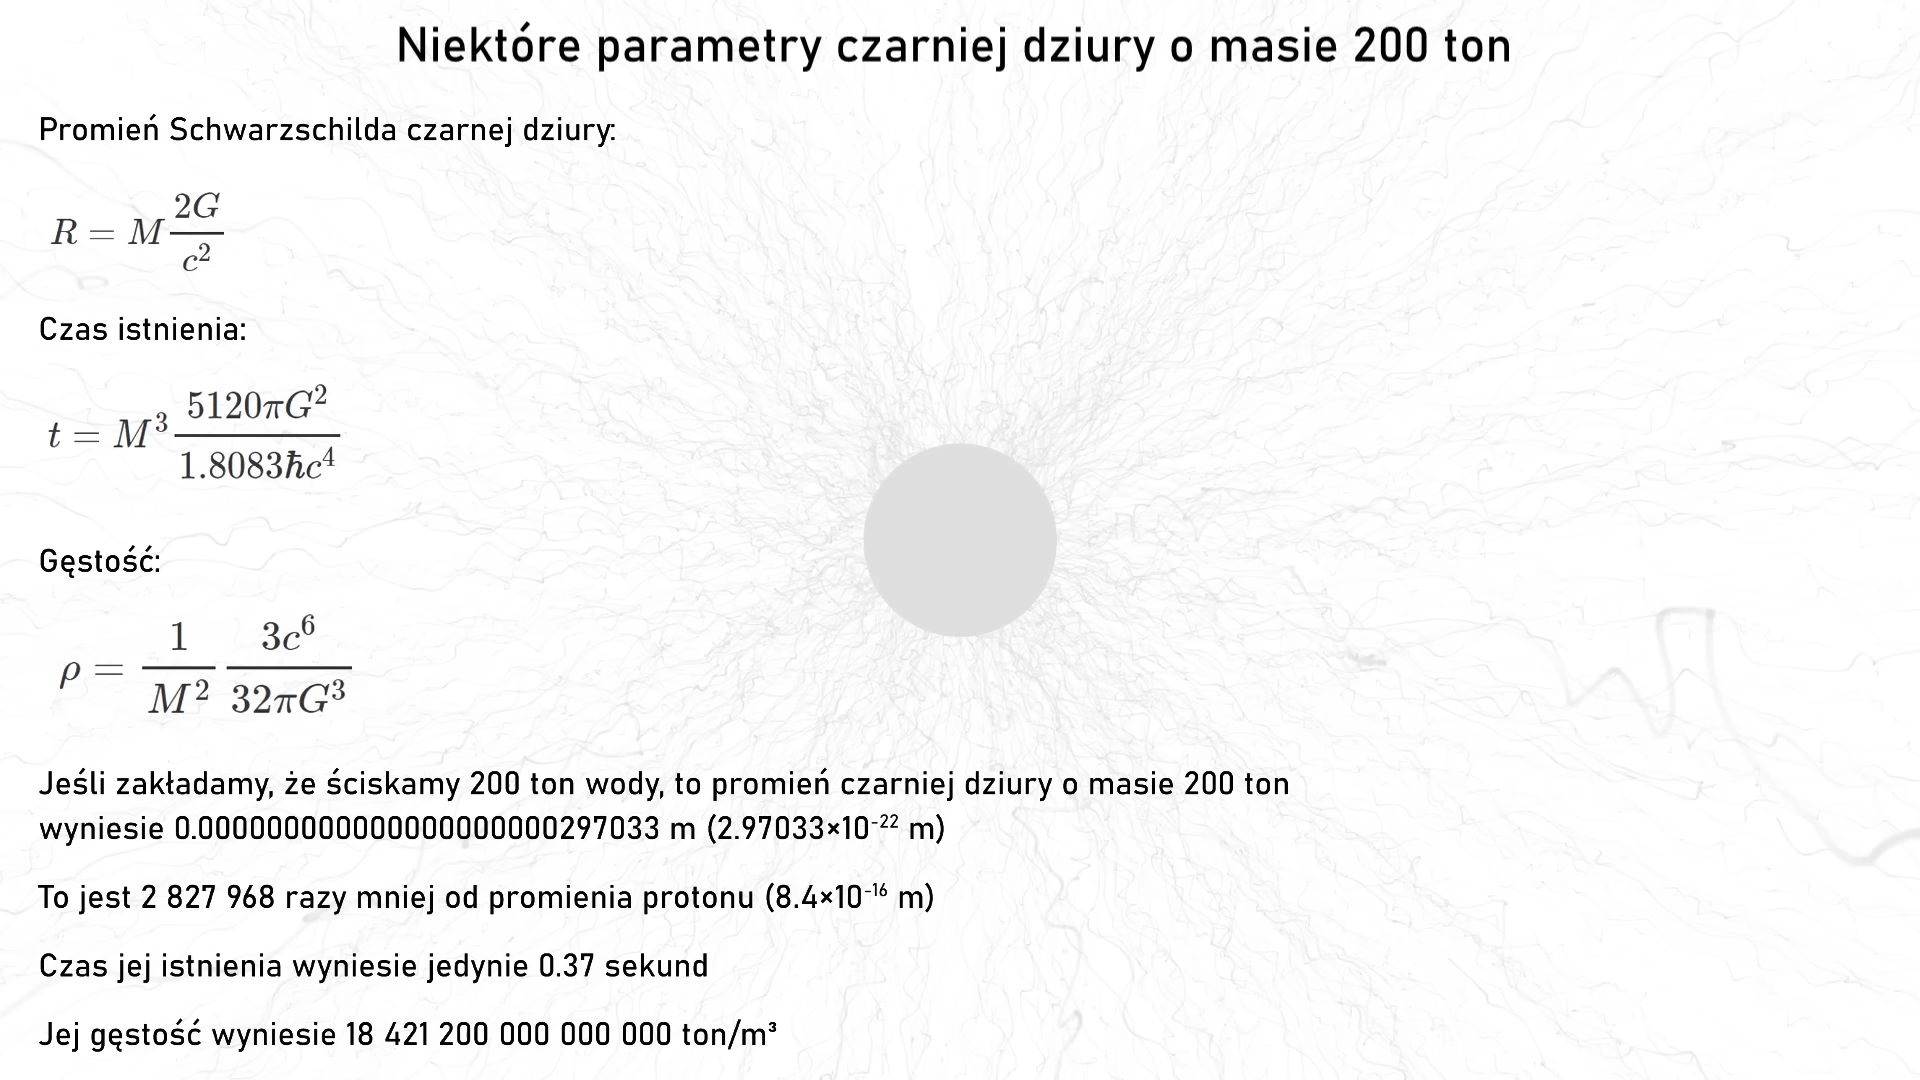 Niektóre parametry czarniej dziury o masie 200 ton
Promień Schwarzschilda czarnej dziury:
R = M 2G/c²
Czas istnienia:
t = M³ 5120πG²/1.8083ℏc⁴
Gęstość:
ρ = 1/M² 3c⁶/32πG³
Jeśli zakładamy, że ściskamy 200 ton wody, to promień czarniej dziury o masie 200 ton
wyniesie 0.000000000000000000000297033 m (2.97033×10⁻²² m)
To jest 2 827 968 razy mniej od promienia protonu (8.4×10⁻¹⁶ m)
Czas jej istnienia wyniesie jedynie 0.37 sekund
Jej gęstość wyniesie 18 421 200 000 000 000 ton/m³